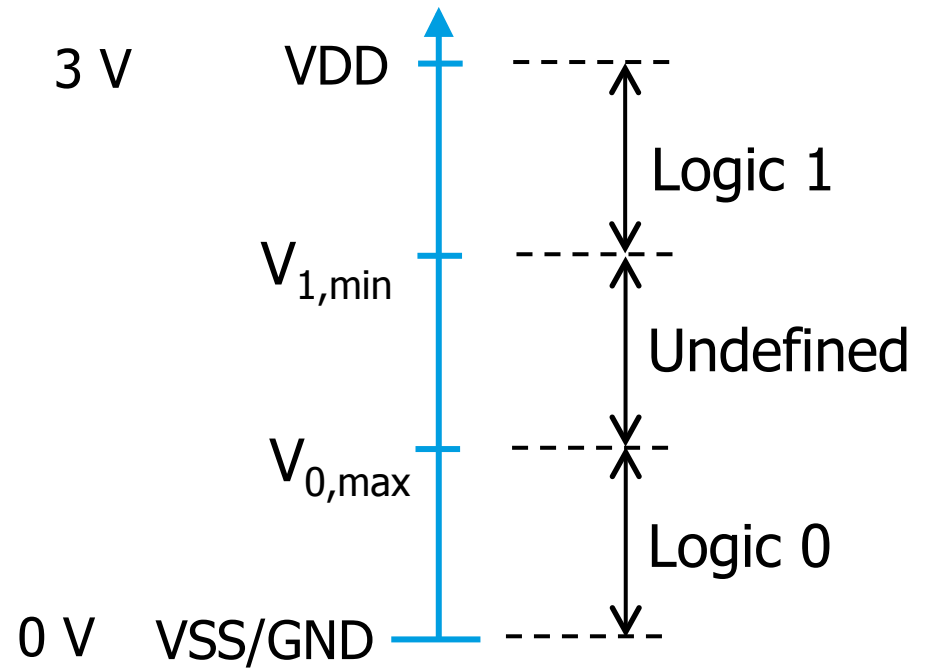 3 V VDD
Logic 1
V1,min
Undefined
V0,max
Logic 0
0 V VSS/GND